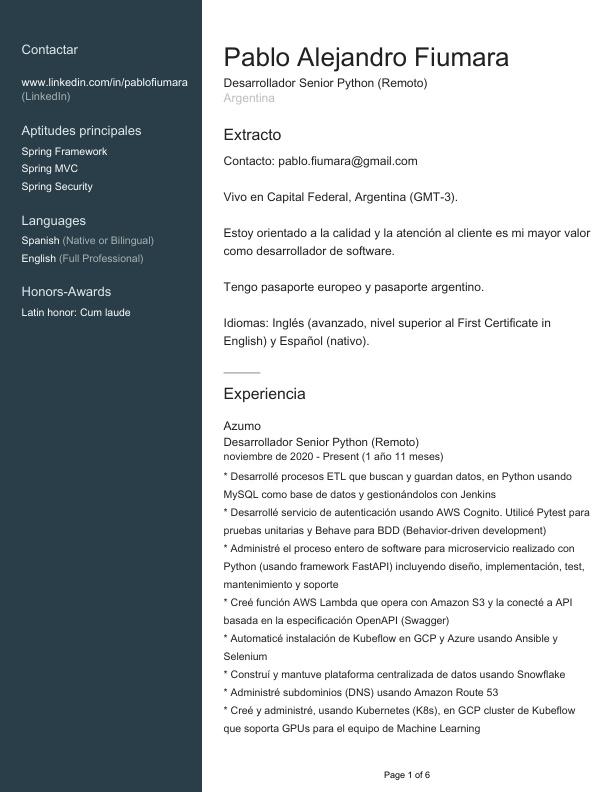 Contactar
www.linkedin.com/in/pablofiumara
(LinkedIn)
Aptitudes principales
Spring Framework
Spring MVC
Spring Security
Languages
Spanish (Native or Bilingual)
English (Full Professional)
Honors-Awards
Latin honor: Cum laude
Pablo Alejandro Fiumara
Desarrollador Senior Python (Remoto)
Argentina
Extracto
Contacto: pablo.fiumara@gmail.com
Vivo en Capital Federal, Argentina (GMT-3).
Estoy orientado a la calidad y la atención al cliente es mi mayor valor
como desarrollador de software.
Tengo pasaporte europeo y pasaporte argentino.
Idiomas: Inglés (avanzado, nivel superior al First Certificate in
English) y Español (nativo).
Experiencia
Azumo
Desarrollador Senior Python (Remoto)
noviembre de 2020 - Present (1 año 11 meses)
* Desarrollé procesos ETL que buscan y guardan datos, en Python usando
MySQL como base de datos y gestionándolos con Jenkins
* Desarrollé servicio de autenticación usando AWS Cognito. Utilicé Pytest para
pruebas unitarias y Behave para BDD (Behavior-driven development)
* Administré el proceso entero de software para microservicio realizado con
Python (usando framework FastAPI) incluyendo diseño, implementación, test,
mantenimiento y soporte
* Creé función AWS Lambda que opera con Amazon S3 y la conecté a API
basada en la especificación OpenAPI (Swagger)
* Automaticé instalación de Kubeflow en GCP y Azure usando Ansible y
Selenium
* Construí y mantuve plataforma centralizada de datos usando Snowflake
* Administré subdominios (DNS) usando Amazon Route 53
* Creé y administré, usando Kubernetes (K8s), en GCP cluster de Kubeflow
que soporta GPUs para el equipo de Machine Learning
Page 1 of 6